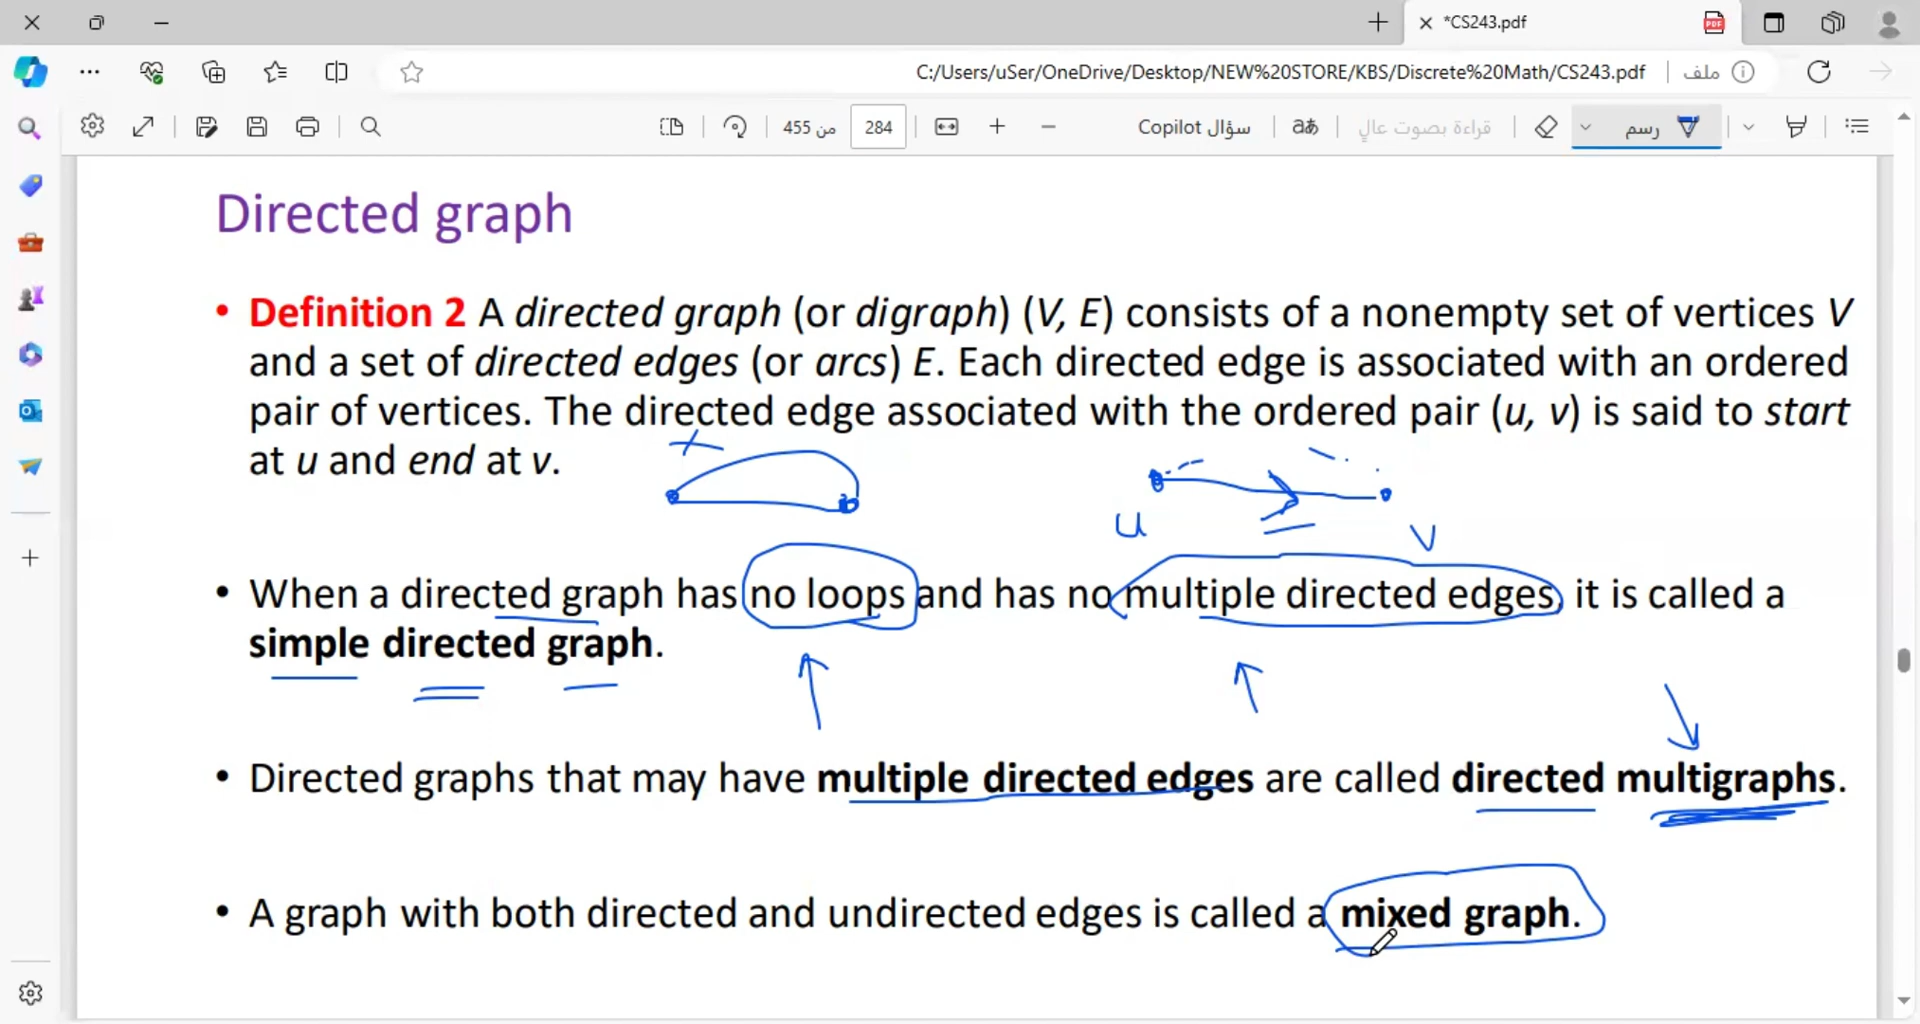 *CS243.pdf
C:/Users/uSer/OneDrive/Desktop/NEW%20STORE/KBS/Discrete%20Math/CS243.pdf
ملف
455 من
284
سؤال Copilot
aあ
قراءة بصوت عالٍ
رسم
Directed graph
• Definition 2 A directed graph (or digraph) (V, E) consists of a nonempty set of vertices V
and a set of directed edges (or arcs) E. Each directed edge is associated with an ordered
pair of vertices. The directed edge associated with the ordered pair (u, v) is said to start
at u and end at v.
u
v
• When a directed graph has no loops and has no multiple directed edges, it is called a
simple directed graph.
• Directed graphs that may have multiple directed edges are called directed multigraphs.
• A graph with both directed and undirected edges is called a mixed graph.